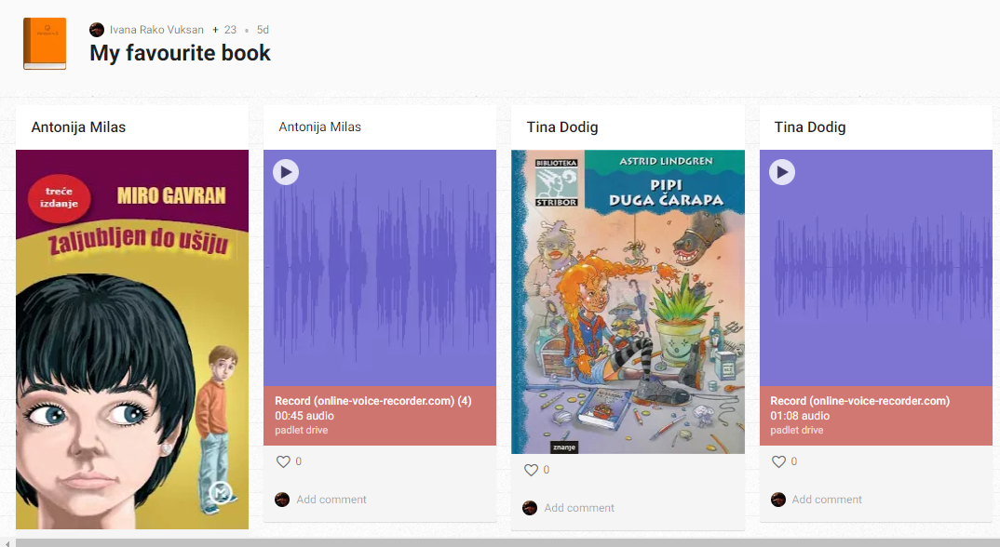 Ivana Rako Vuksan + 23 • 5d
My favourite book
Antonija Milas
treće
izdanje
MIRO GAVRAN
Zaljubljen do ušiju
M
Antonija Milas
Record (online-voice-recorder.com) (4)
00:45 audio
padlet drive
0
Add comment
Tina Dodig
BIBLIOTEKA
STRIBOR
ASTRID LINDGREN
PIPI
DUGA ČARAPA
znanje
0
Add comment
Tina Dodig
Record (online-voice-recorder.com)
01:08 audio
padlet drive
0
Add comment